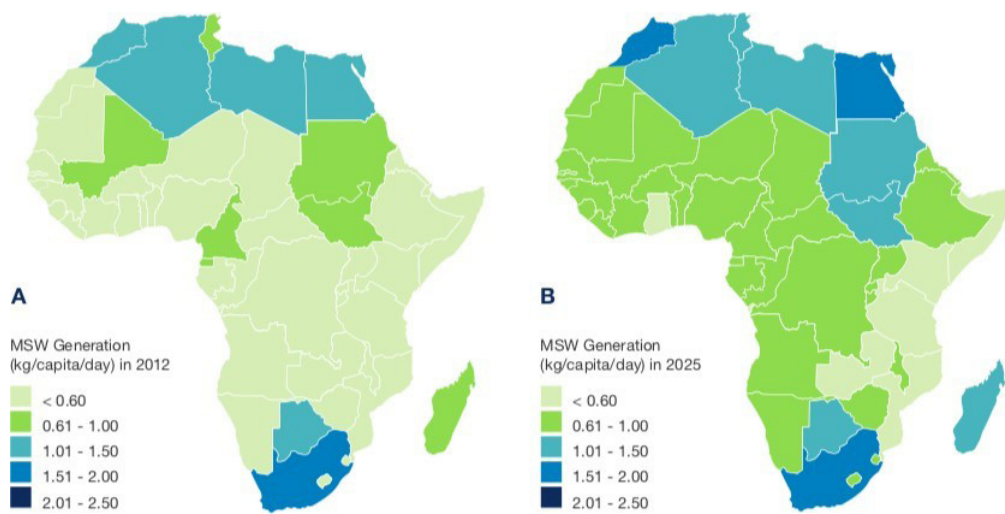 A
MSW Generation
(kg/capita/day) in 2012
< 0.60
0.61 - 1.00
1.01 - 1.50
1.51 - 2.00
2.01 - 2.50
B
MSW Generation
(kg/capita/day) in 2025
< 0.60
0.61 - 1.00
1.01 - 1.50
1.51 - 2.00
2.01 - 2.50